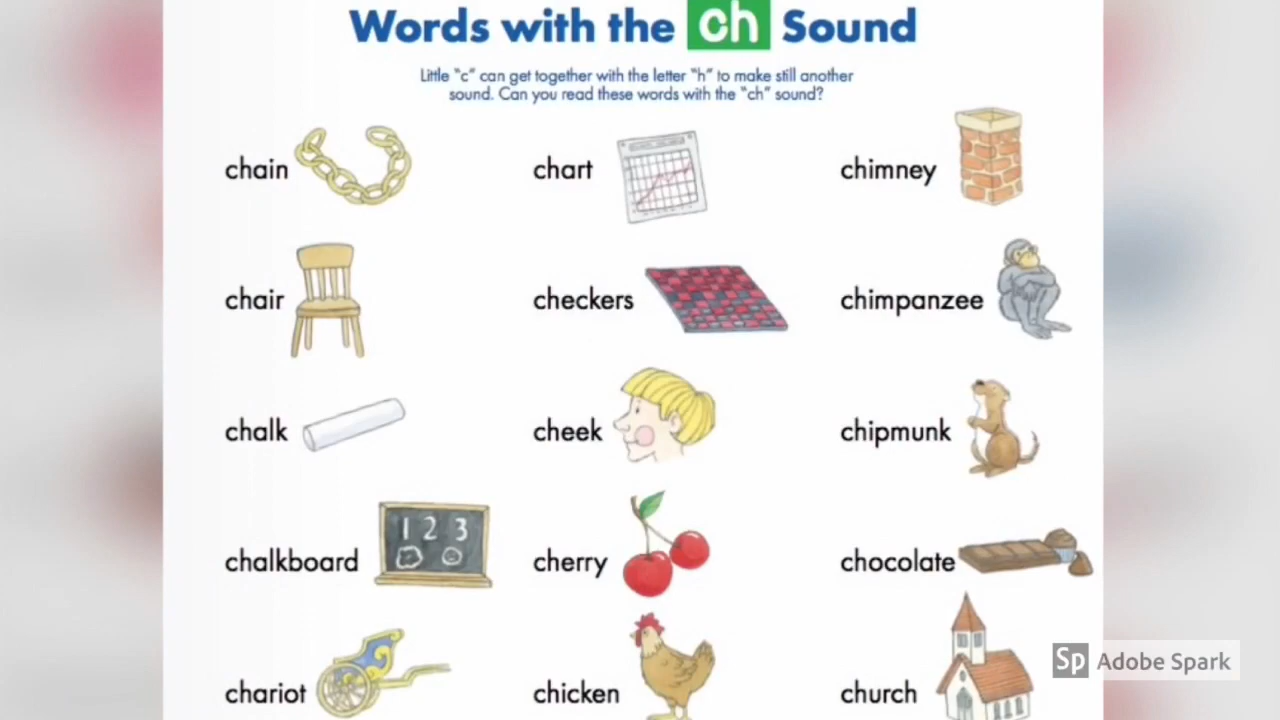 Words with the ch Sound
Little "c" can get together with the letter "h" to make still another
sound. Can you read these words with the "ch" sound?
chain
chart
chimney
chair
checkers
chimpanzee
chalk
cheek
chipmunk
chalkboard
1 2 3
cherry
chocolate
chariot
chicken
church
Sp Adobe Spark